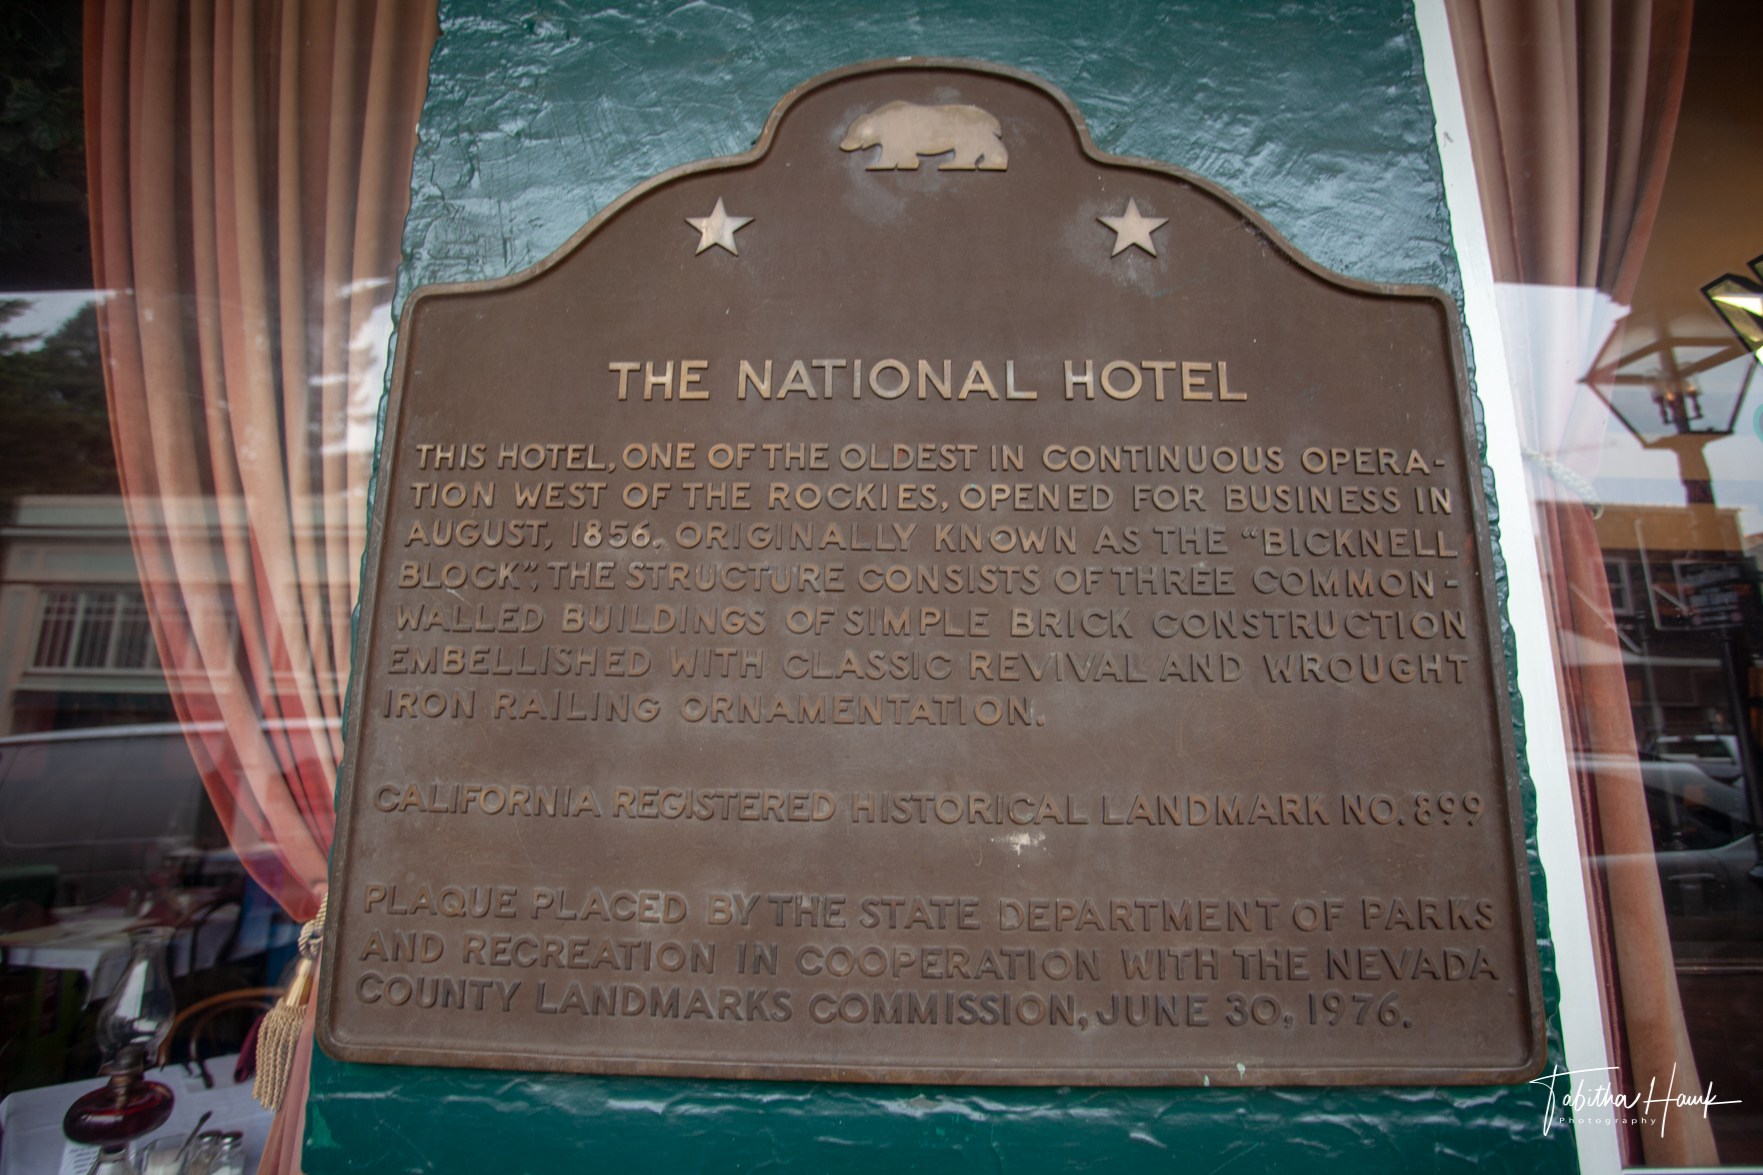 THE NATIONAL HOTEL
THIS HOTEL, ONE OF THE OLDEST IN CONTINUOUS OPERA-
TION WEST OF THE ROCKIES, OPENED FOR BUSINESS IN
AUGUST, 1856. ORIGINALLY KNOWN AS THE "BICKNELL
BLOCK", THE STRUCTURE CONSISTS OF THREE COMMON-
WALLED BUILDINGS OF SIMPLE BRICK CONSTRUCTION
EMBELLISHED WITH CLASSIC REVIVAL AND WROUGHT
IRON RAILING ORNAMENTATION.
CALIFORNIA REGISTERED HISTORICAL LANDMARK NO. 899
PLAQUE PLACED BY THE STATE DEPARTMENT OF PARKS
AND RECREATION IN COOPERATION WITH THE NEVADA
COUNTY LANDMARKS COMMISSION, JUNE 30, 1976.
Tabitha Hawk
Photography